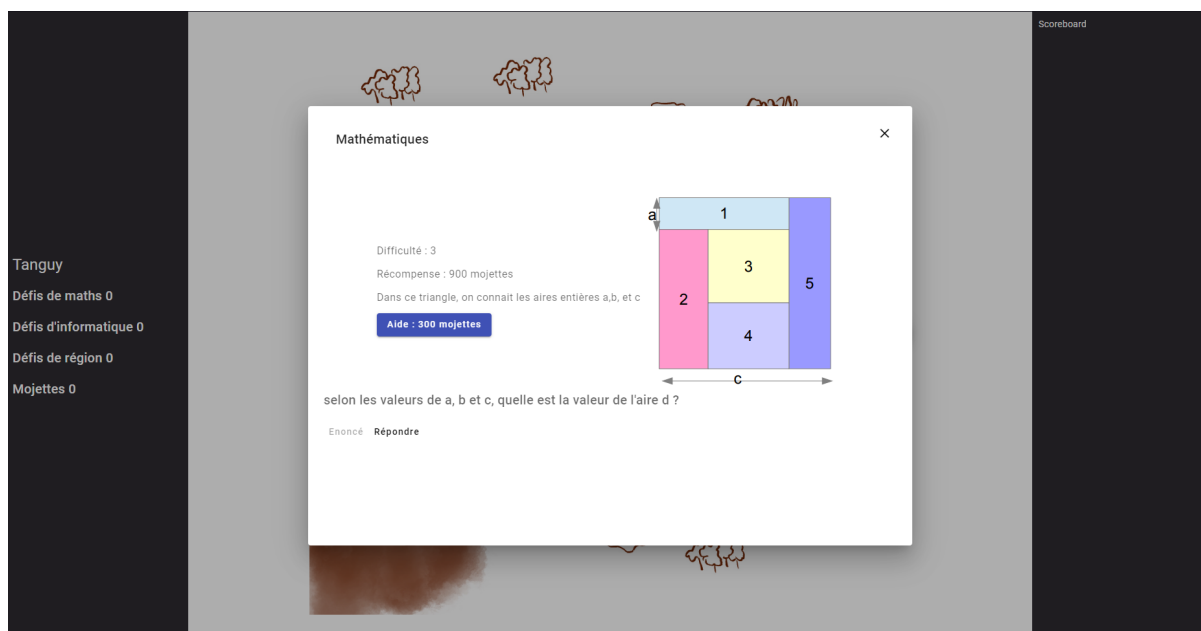 Scoreboard
Mathématiques
a
1
Difficulté : 3
3
Récompense : 900 mojettes
5
Dans ce triangle, on connait les aires entières a,b, et c
2
Aide : 300 mojettes
4
c
selon les valeurs de a, b et c, quelle est la valeur de l'aire d ?
Enoncé Répondre
Tanguy
Défis de maths 0
Défis d'informatique 0
Défis de région 0
Mojettes 0